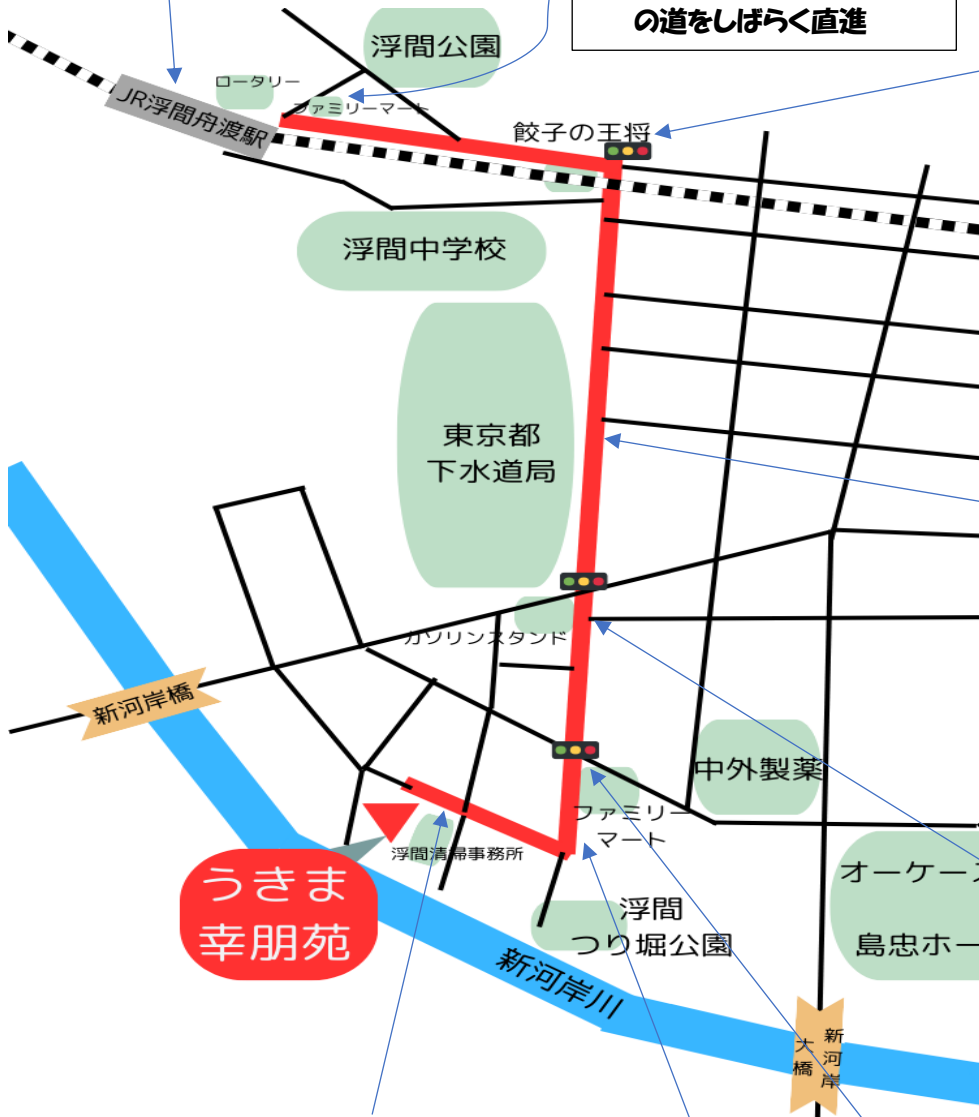 の道をしばらく直進
浮間公園
ロータリー
JR浮間舟渡駅
ファミリーマート
餃子の王将
浮間中学校
東京都
下水道局
ガソリンスタンド
新河岸橋
中外製薬
ファミリー
マート
浮間清掃事務所
うきま
幸朋苑
オーケース
浮間
つり堀公園
島忠ホー
新河岸川
新河岸
大橋